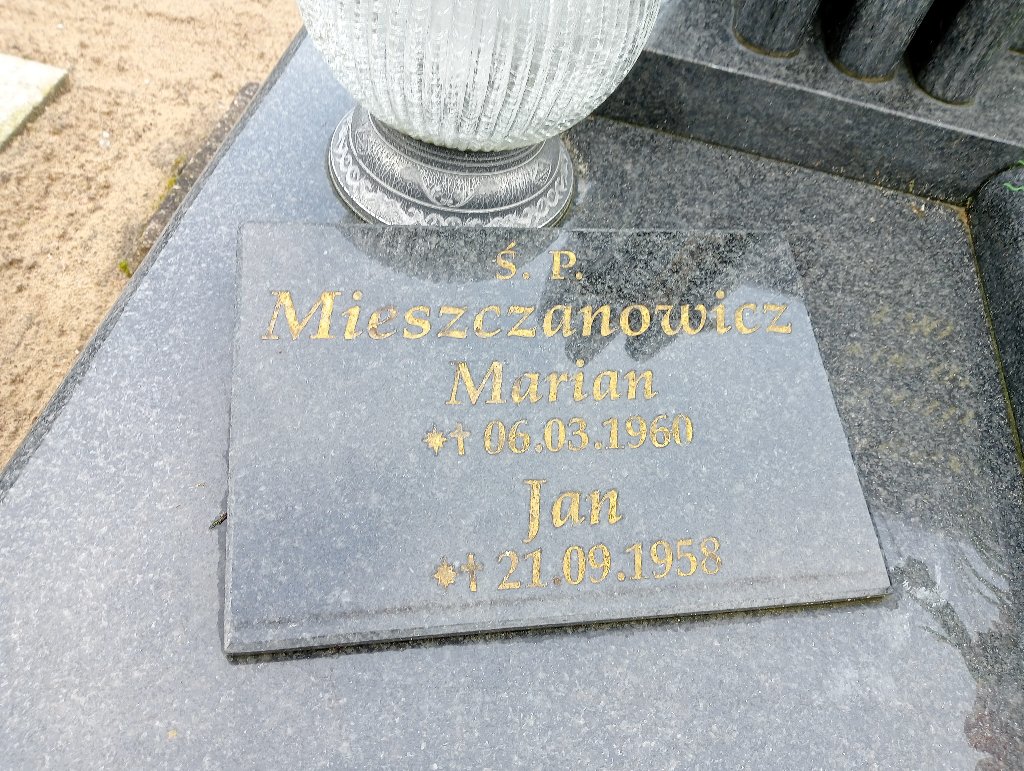 Ś. P.
Mieszczanowicz
Marian
✴✝ 06.03.1960
Jan
✴✝ 21.09.1958